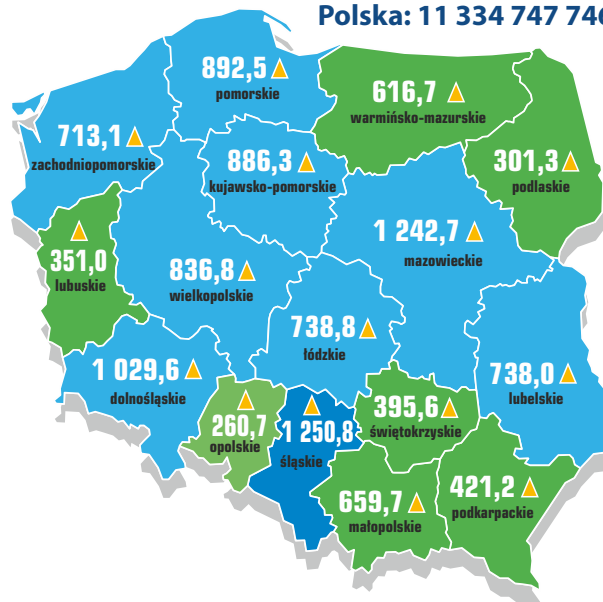 Polska: 11 334 747 740
892,5
pomorskie
616,7
warmińsko-mazurskie
713,1
zachodniopomorskie
886,3
kujawsko-pomorskie
301,3
podlaskie
1 242,7
mazowieckie
351,0
lubuskie
836,8
wielkopolskie
738,8
łódzkie
1 029,6
dolnośląskie
738,0
lubelskie
260,7
opolskie
1 250,8
śląskie
395,6
świętokrzyskie
659,7
małopolskie
421,2
podkarpackie